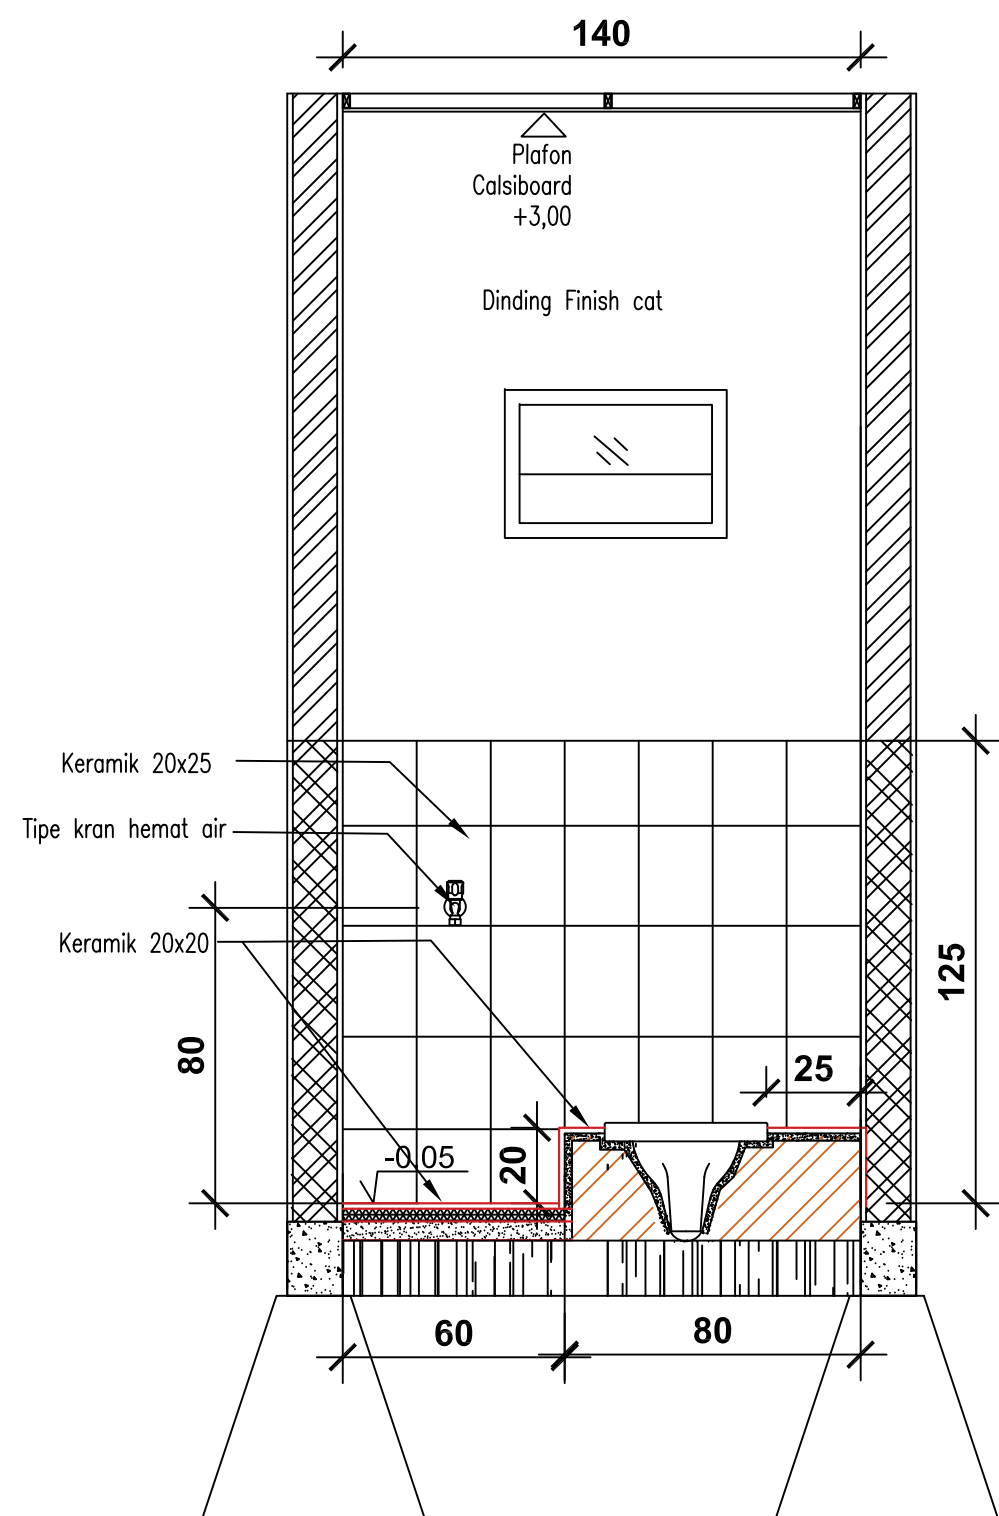 140
Plafon
Calsiboard
+3,00
Dinding Finish cat
Keramik 20x25
Tipe kran hemat air
Keramik 20x20
125
80
25
20
-0.05
60
80